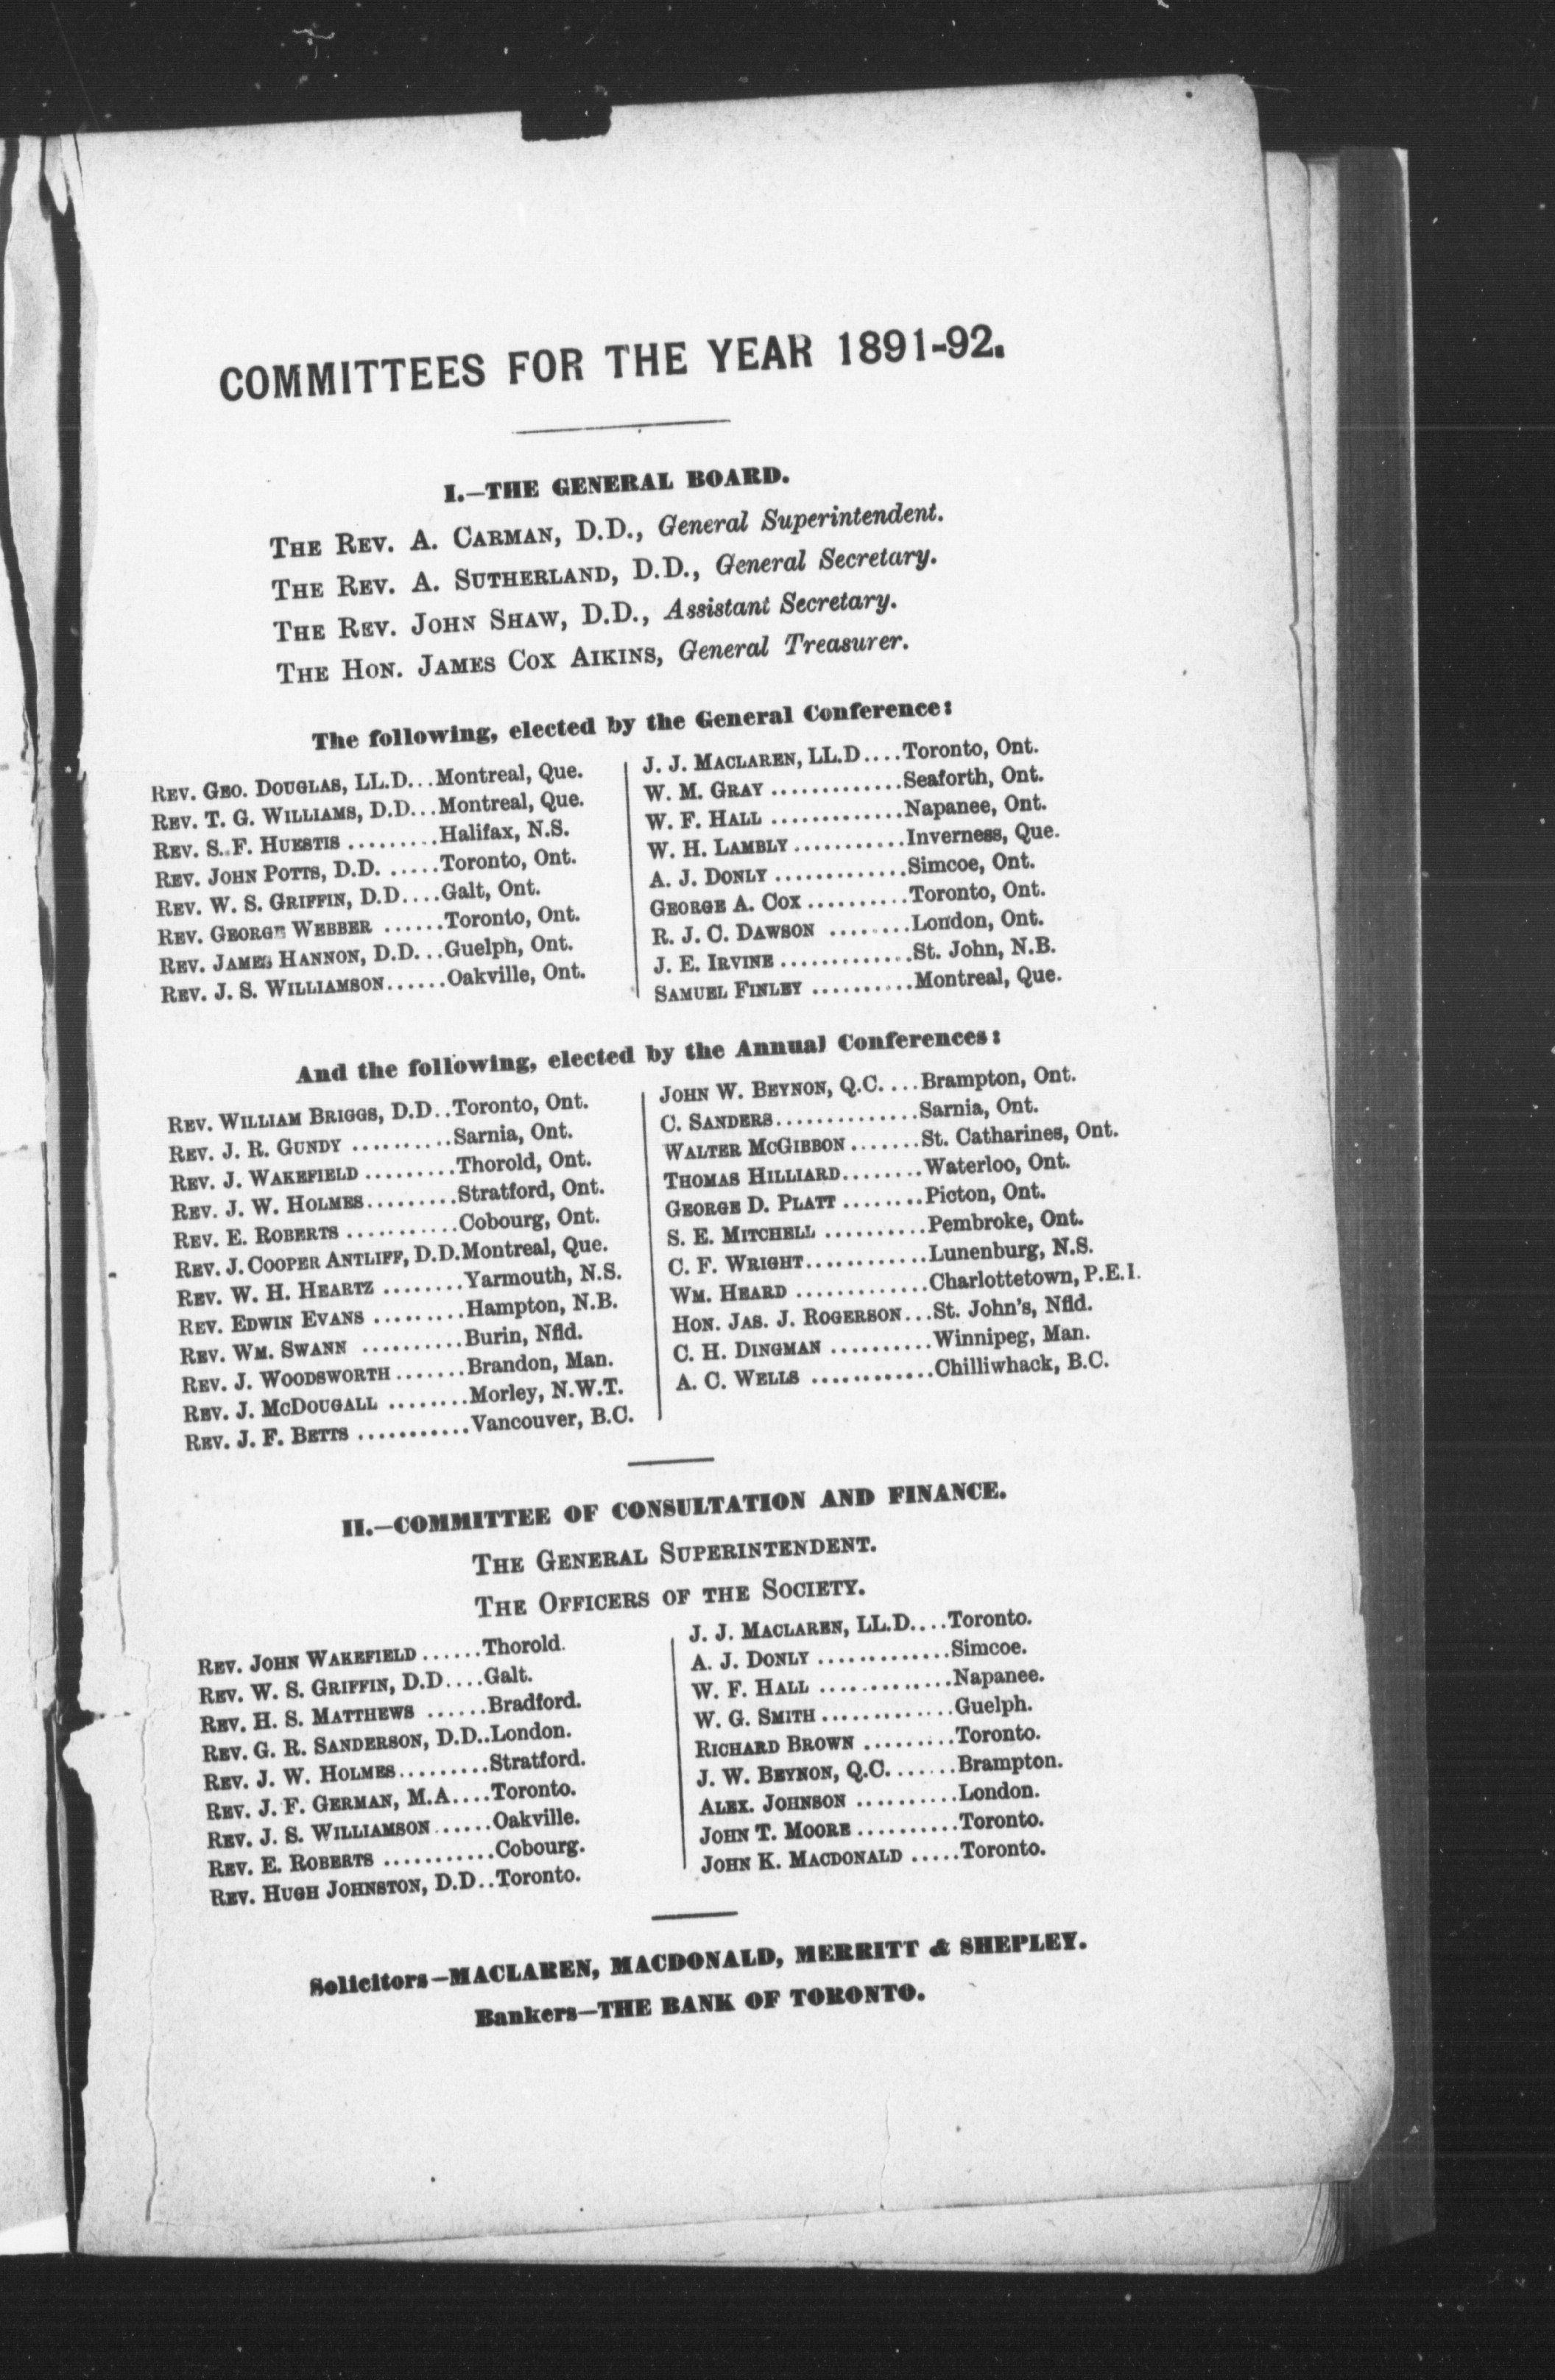 COMMITTEES FOR THE YEAR 1891-92.
I.—THE GENERAL BOARD.
THE REV. A. CARMAN, D.D., General Superintendent.
THE REV. A. SUTHERLAND, D.D., General Secretary.
THE REV. JOHN SHAW, D.D., Assistant Secretary.
THE HON. JAMES COX AIKINS, General Treasurer.
The following, elected by the General Conference:
REV. GEO. DOUGLAS, LL.D...Montreal, Que.
REV. T. G. WILLIAMS, D.D...Montreal, Que.
REV. S. F. HUESTIS .........Halifax, N.S.
REV. JOHN POTTS, D.D. ......Toronto, Ont.
REV. W. S. GRIFFIN, D.D....Galt, Ont.
REV. GEORGE WEBBER ......Toronto, Ont.
REV. JAMES HANNON, D.D...Guelph, Ont.
REV. J. S. WILLIAMSON......Oakville, Ont.
J. J. MACLAREN, LL.D....Toronto, Ont.
W. M. GRAY .............Seaforth, Ont.
W. F. HALL .............Napanee, Ont.
W. H. LAMBLY...........Inverness, Que.
A. J. DONLY .............Simcoe, Ont.
GEORGE A. COX ..........Toronto, Ont.
R. J. C. DAWSON ........London, Ont.
J. E. IRVINE.............St. John, N.B.
SAMUEL FINLEY ..........Montreal, Que.
And the following, elected by the Annual Conferences:
REV. WILLIAM BRIGGS, D.D..Toronto, Ont.
REV. J. R. GUNDY ..........Sarnia, Ont.
REV. J. WAKEFIELD .........Thorold, Ont.
REV. J. W. HOLMES.........Stratford, Ont.
REV. E. ROBERTS ...........Cobourg, Ont.
REV. J. COOPER ANTLIFF, D.D.Montreal, Que.
REV. W. H. HEARTZ ........Yarmouth, N.S.
REV. EDWIN EVANS .........Hampton, N.B.
REV. WM. SWANN ..........Burin, Nfld.
REV. J. WOODSWORTH.......Brandon, Man.
REV. J. MCDOUGALL ........Morley, N.W.T.
REV. J. F. BETTS ...........Vancouver, B.C.
JOHN W. BEYNON, Q.C....Brampton, Ont.
C. SANDERS..............Sarnia, Ont.
WALTER MCGIBBON.......St. Catharines, Ont.
THOMAS HILLIARD........Waterloo, Ont.
GEORGE D. PLATT ........Picton, Ont.
S. E. MITCHELL ..........Pembroke, Ont.
C. F. WRIGHT............Lunenburg, N.S.
WM. HEARD .............Charlottetown, P.E.I.
HON. JAS. J. ROGERSON...St. John's, Nfld.
C. H. DINGMAN ..........Winnipeg, Man.
A. C. WELLS ............Chilliwhack, B.C.
II.—COMMITTEE OF CONSULTATION AND FINANCE.
THE GENERAL SUPERINTENDENT.
THE OFFICERS OF THE SOCIETY.
REV. JOHN WAKEFIELD ......Thorold.
REV. W. S. GRIFFIN, D.D....Galt.
REV. H. S. MATTHEWS ......Bradford.
REV. G. R. SANDERSON, D.D..London.
REV. J. W. HOLMES.........Stratford.
REV. J. F. GERMAN, M.A....Toronto.
REV. J. S. WILLIAMSON......Oakville.
REV. E. ROBERTS ...........Cobourg.
REV. HUGH JOHNSTON, D.D..Toronto.
J. J. MACLAREN, LL.D....Toronto.
A. J. DONLY .............Simcoe.
W. F. HALL .............Napanee.
W. G. SMITH.............Guelph.
RICHARD BROWN .........Toronto.
J. W. BEYNON, Q.C.......Brampton.
ALEX. JOHNSON ..........London.
JOHN T. MOORE..........Toronto.
JOHN K. MACDONALD .....Toronto.
Solicitors—MACLAREN, MACDONALD, MERRITT & SHEPLEY.
Bankers—THE BANK OF TORONTO.